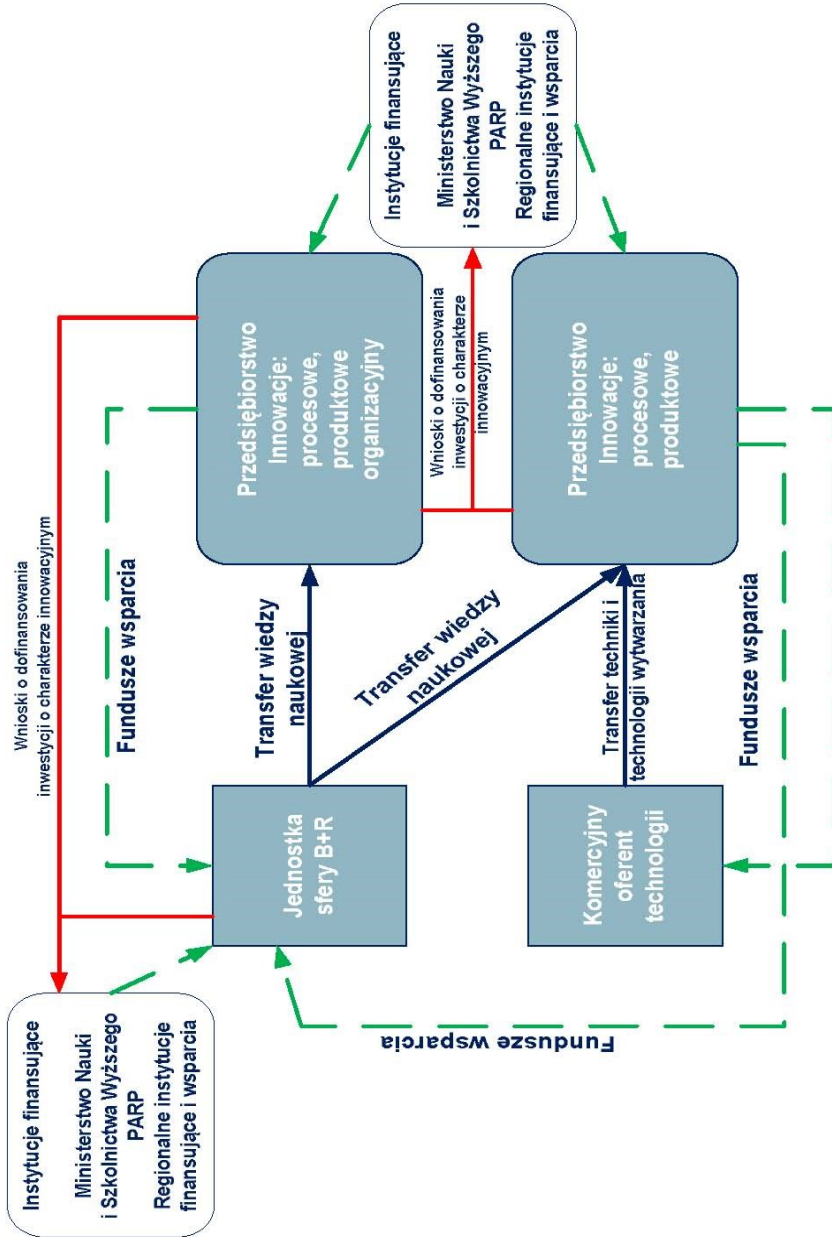 Instytucje finansujące
Ministerstwo Nauki
i Szkolnictwa Wyższego
PARP
Regionalne instytucje
finansujące i wsparcia
Wnioski o dofinansowania
inwestycji o charakterze innowacyjnym
Fundusze wsparcia
Jednostka
sfery B+R
Transfer wiedzy
naukowej
Przedsiębiorstwo
Innowacje:
procesowe,
produktowe
organizacyjny
Instytucje finansujące
Ministerstwo Nauki
i Szkolnictwa Wyższego
PARP
Regionalne instytucje
finansujące i wsparcia
Wnioski o dofinansowania
inwestycji o charakterze
innowacyjnym
Transfer wiedzy
naukowej
Komercyjny
oferent
technologii
Transfer techniki i
technologii wytwarzania
Przedsiębiorstwo
Innowacje:
procesowe,
produktowe
Fundusze wsparcia
Fundusze wsparcia